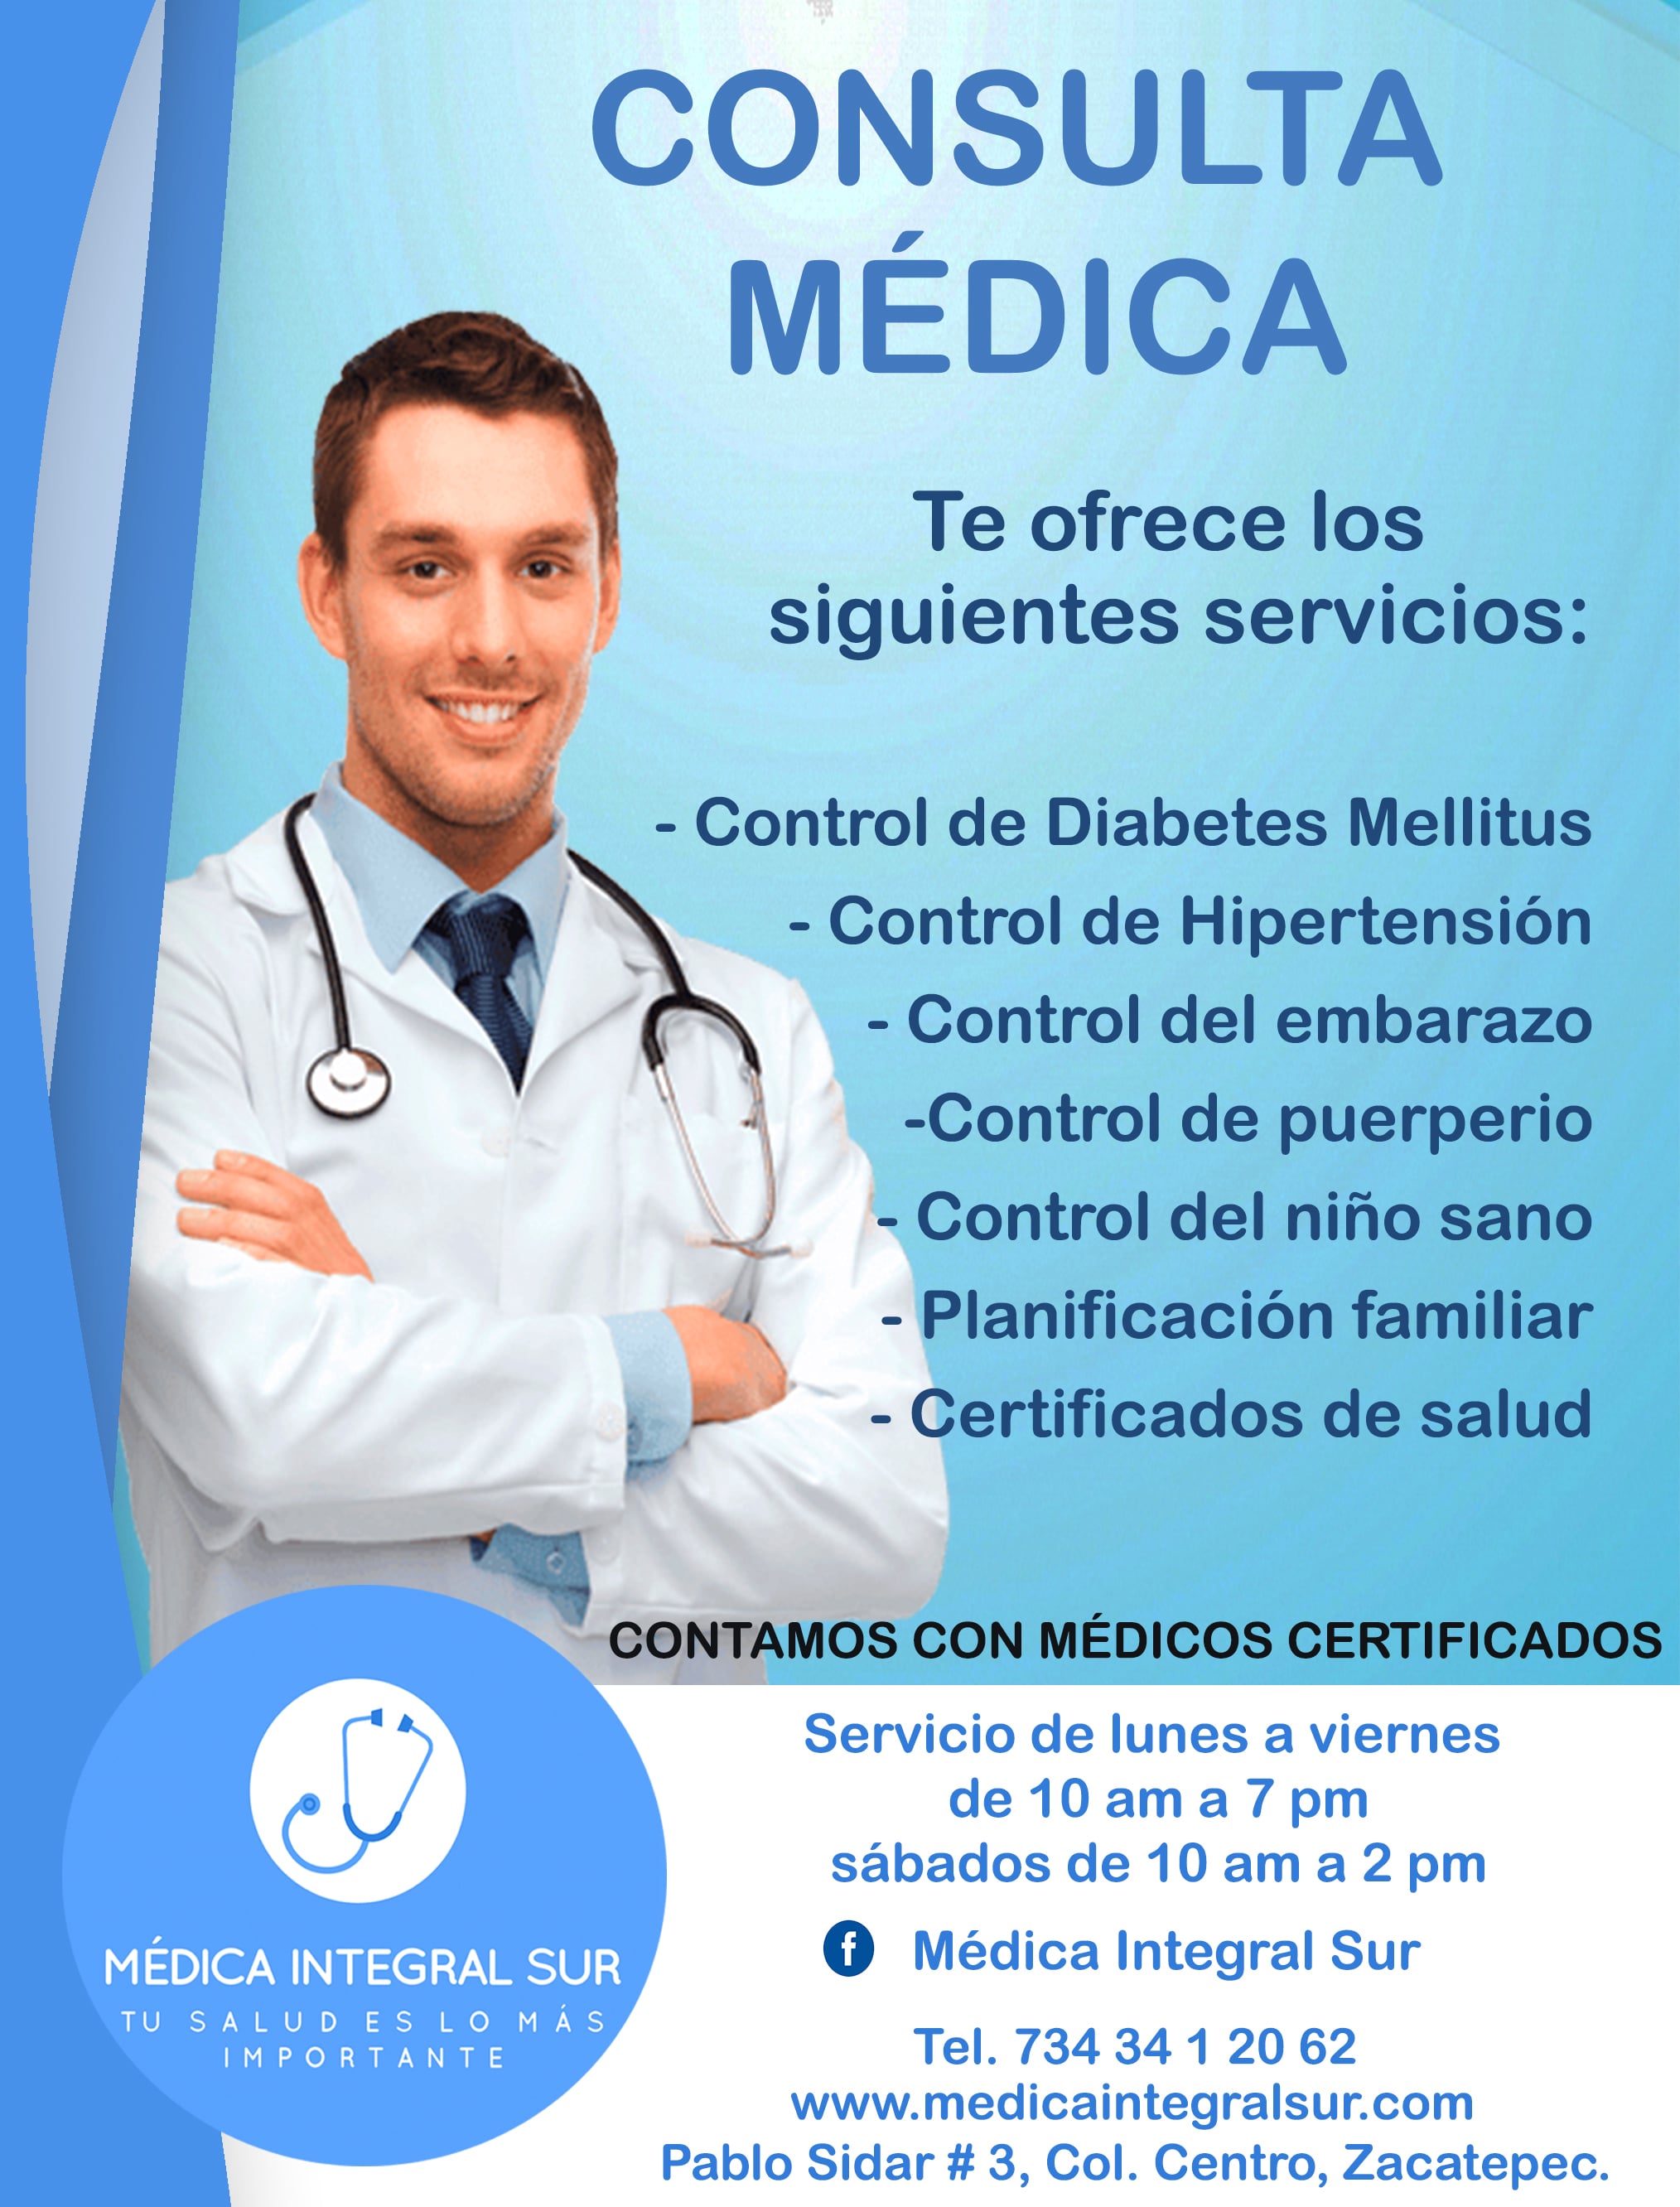 CONSULTA
MÉDICA
Te ofrece los
siguientes servicios:
- Control de Diabetes Mellitus
- Control de Hipertensión
- Control del embarazo
-Control de puerperio
- Control del niño sano
- Planificación familiar
- Certificados de salud
CONTAMOS CON MÉDICOS CERTIFICADOS
Servicio de lunes a viernes
de 10 am a 7 pm
sábados de 10 am a 2 pm
f Médica Integral Sur
Tel. 734 34 1 20 62
www.medicaintegralsur.com
Pablo Sidar # 3, Col. Centro, Zacatepec.
MÉDICA INTEGRAL SUR
TU SALUD ES LO MÁS
IMPORTANTE